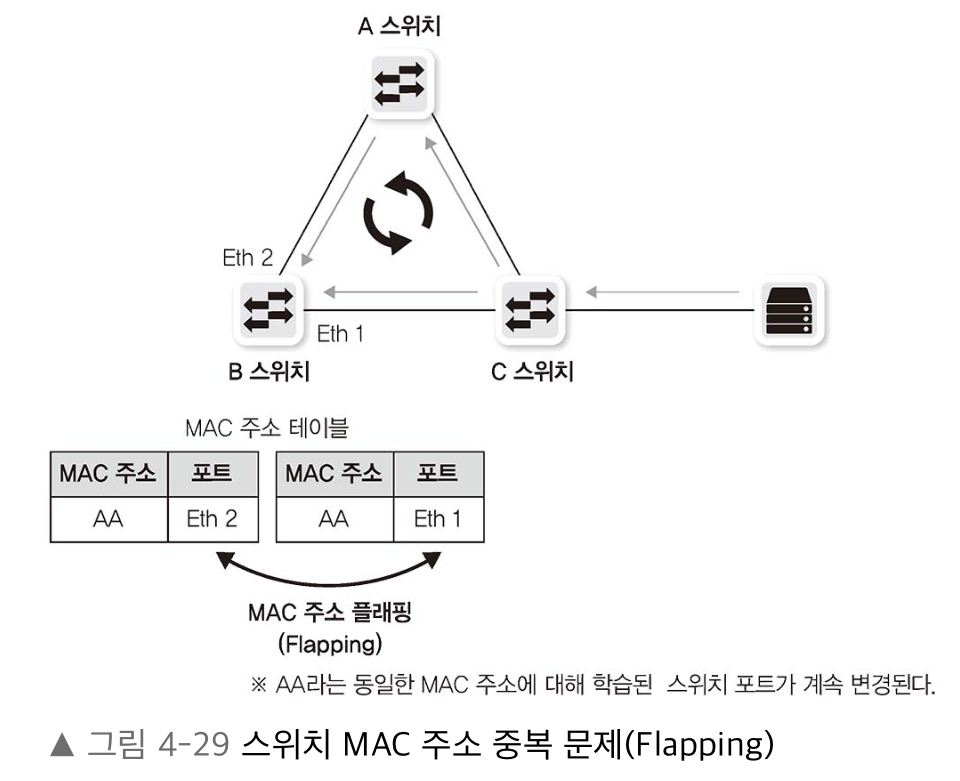 A 스위치
Eth 2
Eth 1
B 스위치
C 스위치
MAC 주소 테이블
MAC 주소 포트 MAC 주소 포트
AA Eth 2 AA Eth 1
MAC 주소 플래핑
(Flapping)
※ AA라는 동일한 MAC 주소에 대해 학습된 스위치 포트가 계속 변경된다.
▲ 그림 4-29 스위치 MAC 주소 중복 문제(Flapping)